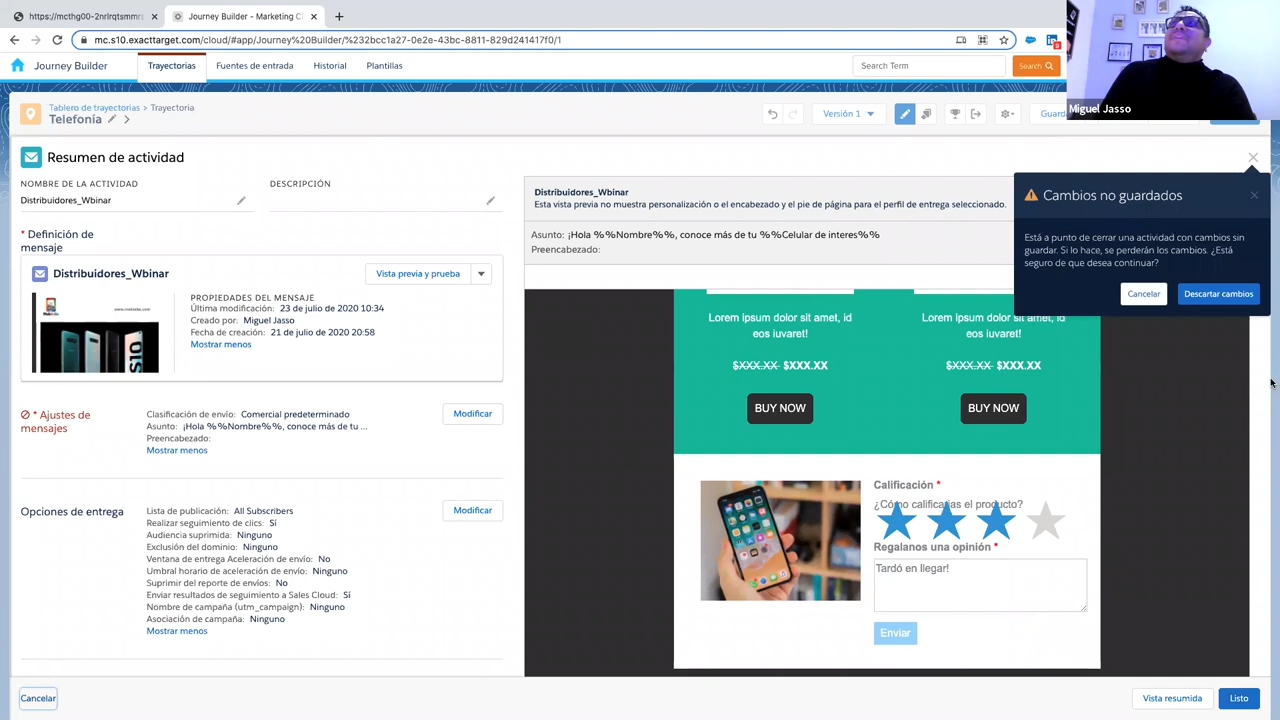 https://mcthg00-2nrlrqtsmmrs
Journey Builder - Marketing C
mc.s10.exacttarget.com/cloud/#app/Journey%20Builder/%232bcc1a27-0e2e-43bc-8811-829d241417f0/1
Journey Builder
Trayectorias
Fuentes de entrada
Historial
Plantillas
Search Term
Search
Miguel Jasso
Tablero de trayectorias > Trayectoria
Telefonía
Versión 1
Guard
Resumen de actividad
NOMBRE DE LA ACTIVIDAD
DESCRIPCIÓN
Distribuidores_Wbinar
* Definición de
mensaje
Distribuidores_Wbinar
Vista previa y prueba
PROPIEDADES DEL MENSAJE
Última modificación: 23 de julio de 2020 10:34
Creado por: Miguel Jasso
Fecha de creación: 21 de julio de 2020 20:58
Mostrar menos
* Ajustes de
mensajes
Clasificación de envío: Comercial predeterminado
Asunto: ¡Hola %%Nombre%%, conoce más de tu ...
Preencabezado:
Mostrar menos
Modificar
Opciones de entrega
Lista de publicación: All Subscribers
Realizar seguimiento de clics: Sí
Audiencia suprimida: Ninguno
Exclusión del dominio: Ninguno
Ventana de entrega Aceleración de envío: No
Umbral horario de aceleración de envío: Ninguno
Suprimir del reporte de envíos: No
Enviar resultados de seguimiento a Sales Cloud: Sí
Nombre de campaña (utm_campaign): Ninguno
Asociación de campaña: Ninguno
Mostrar menos
Modificar
Distribuidores_Wbinar
Esta vista previa no muestra personalización o el encabezado y el pie de página para el perfil de entrega seleccionado.
Asunto: ¡Hola %%Nombre%%, conoce más de tu %%Celular de interes%%
Preencabezado:
Cambios no guardados
Está a punto de cerrar una actividad con cambios sin
guardar. Si lo hace, se perderán los cambios. ¿Está
seguro de que desea continuar?
Cancelar
Descartar cambios
Lorem ipsum dolor sit amet, id
eos iuvaret!
$XXX.XX $XXX.XX
BUY NOW
Lorem ipsum dolor sit amet, id
eos iuvaret!
$XXX.XX $XXX.XX
BUY NOW
Calificación *
¿Cómo calificarias el producto?
Regalanos una opinión *
Tardó en llegar!
Enviar
Cancelar
Vista resumida
Listo